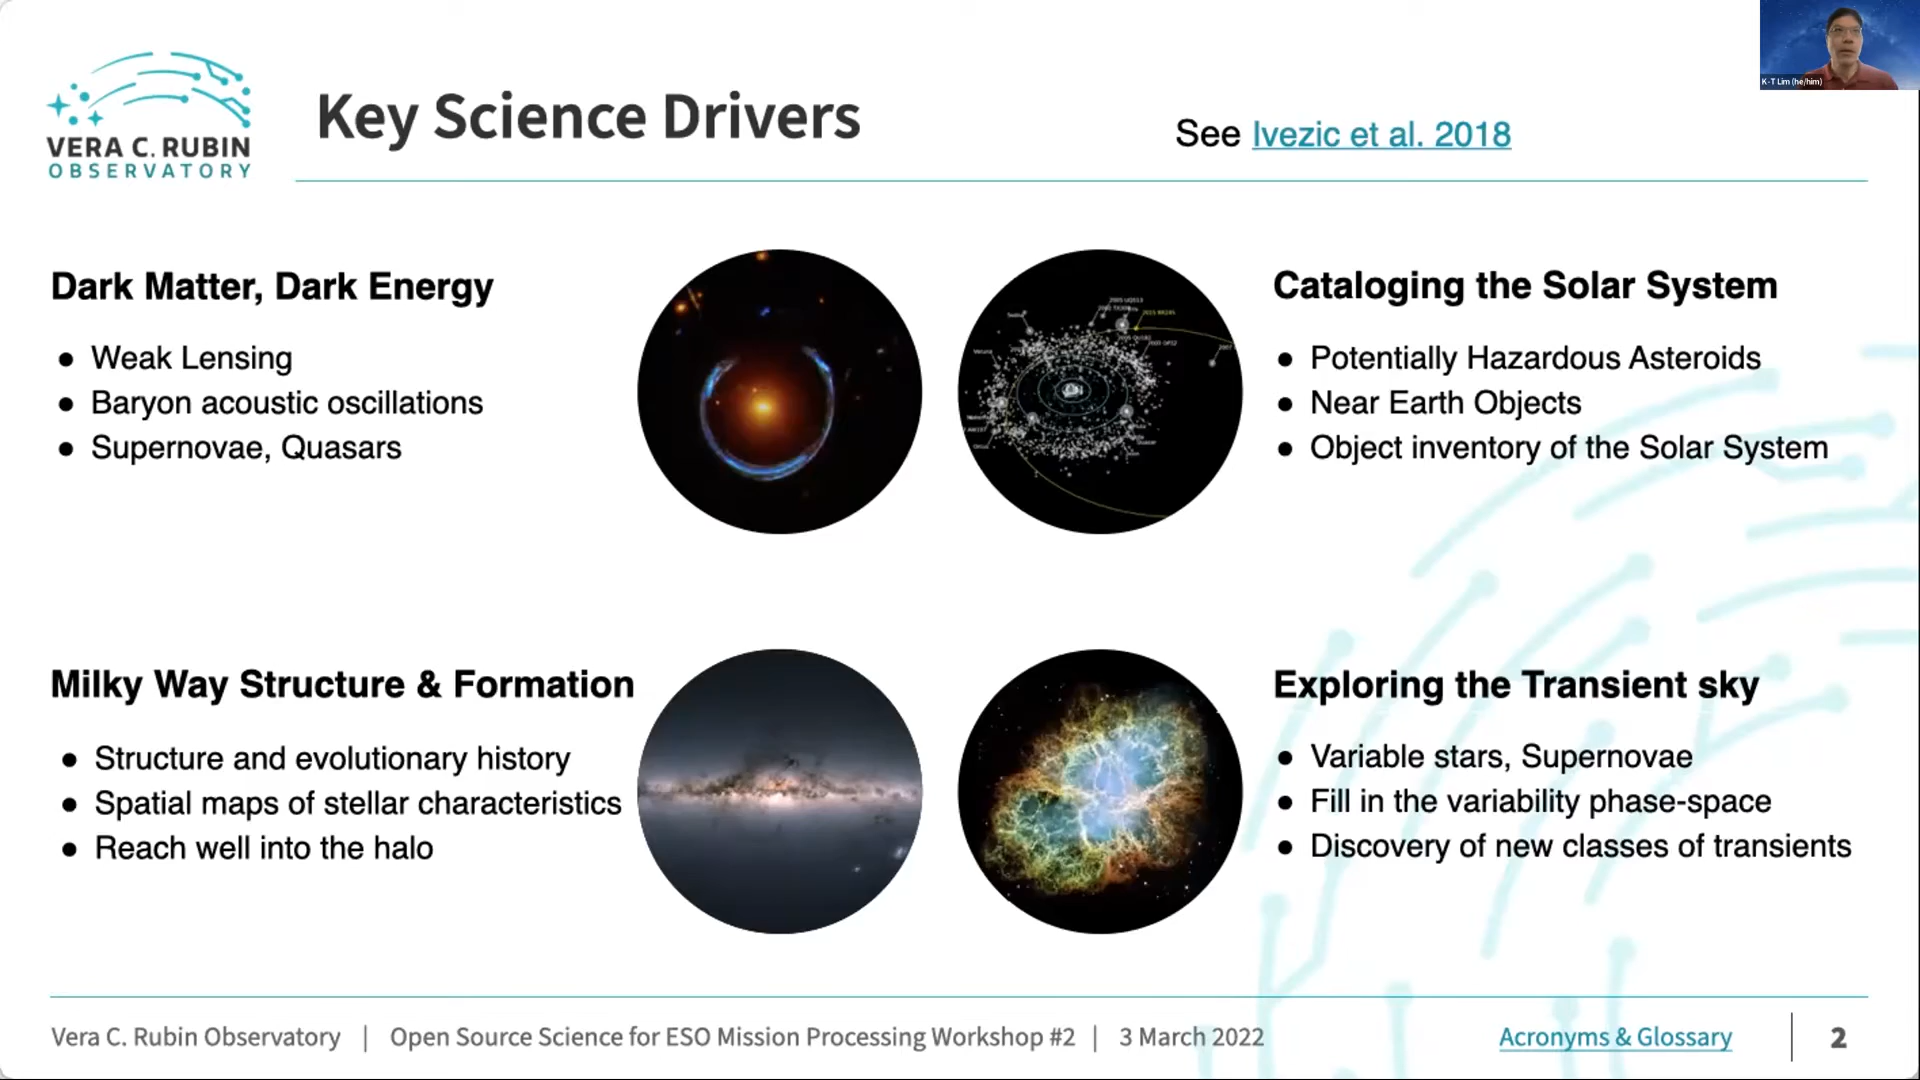 K-T Lim (he/him)
VERA C. RUBIN
OBSERVATORY
Key Science Drivers
See Ivezic et al. 2018
Dark Matter, Dark Energy
● Weak Lensing
● Baryon acoustic oscillations
● Supernovae, Quasars
Cataloging the Solar System
● Potentially Hazardous Asteroids
● Near Earth Objects
● Object inventory of the Solar System
Milky Way Structure & Formation
● Structure and evolutionary history
● Spatial maps of stellar characteristics
● Reach well into the halo
Exploring the Transient sky
● Variable stars, Supernovae
● Fill in the variability phase-space
● Discovery of new classes of transients
Vera C. Rubin Observatory | Open Source Science for ESO Mission Processing Workshop #2 | 3 March 2022
Acronyms & Glossary | 2